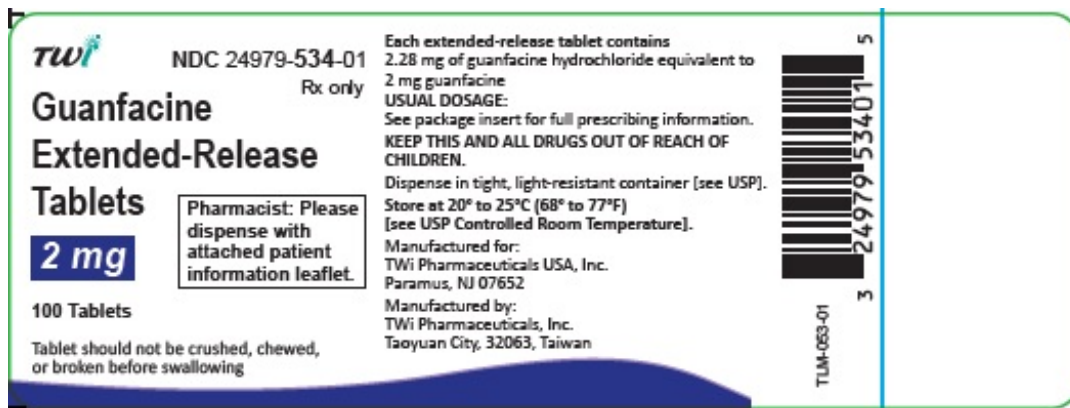 TWi
NDC 24979-534-01
Rx only
Guanfacine
Extended-Release
Tablets
2 mg
Pharmacist: Please
dispense with
attached patient
information leaflet.
100 Tablets
Tablet should not be crushed, chewed,
or broken before swallowing
Each extended-release tablet contains
2.28 mg of guanfacine hydrochloride equivalent to
2 mg guanfacine
USUAL DOSAGE:
See package insert for full prescribing information.
KEEP THIS AND ALL DRUGS OUT OF REACH OF
CHILDREN.
Dispense in tight, light-resistant container [see USP].
Store at 20° to 25°C (68° to 77°F)
[see USP Controlled Room Temperature].
Manufactured for:
TWi Pharmaceuticals USA, Inc.
Paramus, NJ 07652
Manufactured by:
TWi Pharmaceuticals, Inc.
Taoyuan City, 32063, Taiwan
TLM-053-01
3 24979 53401 5